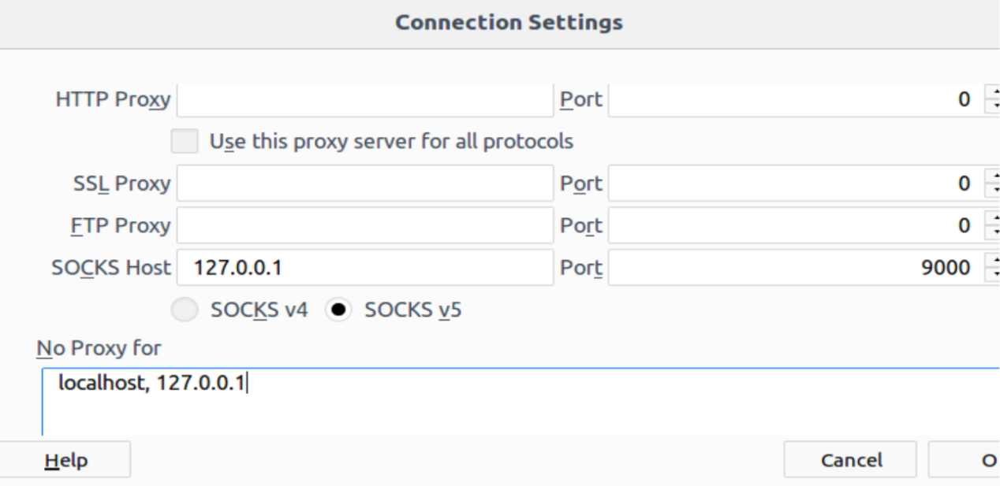 Connection Settings
HTTP Proxy Port 0
Use this proxy server for all protocols
SSL Proxy Port 0
FTP Proxy Port 0
SOCKS Host 127.0.0.1 Port 9000
SOCKS v4 SOCKS v5
No Proxy for
localhost, 127.0.0.1
Help Cancel O